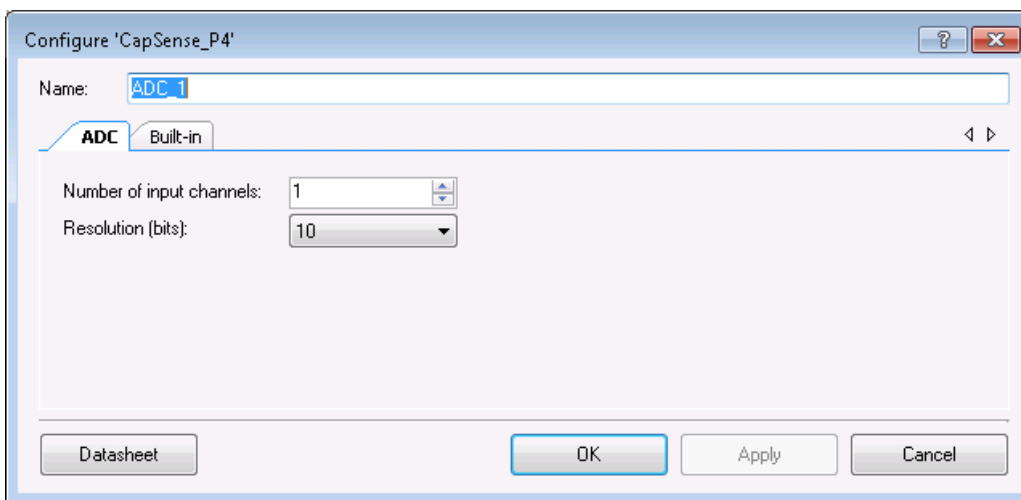 Configure 'CapSense_P4'
Name: ADC_1
ADC Built-in
Number of input channels: 1
Resolution (bits): 10
Datasheet OK Apply Cancel